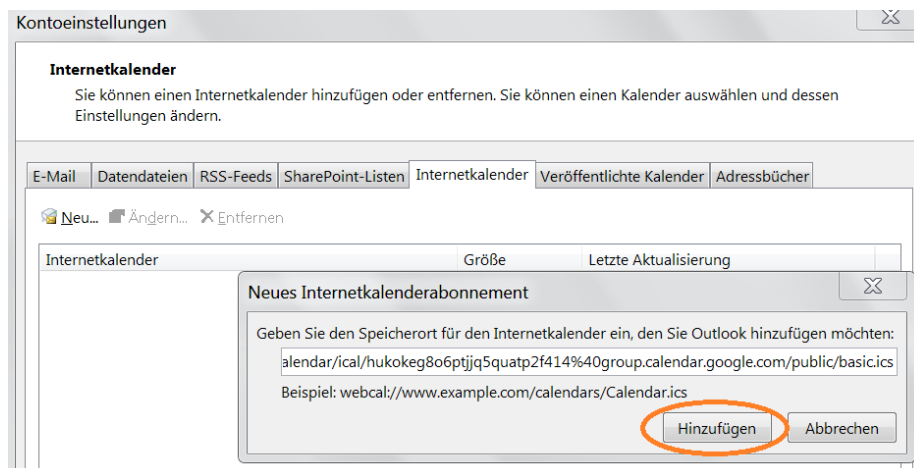 Kontoeinstellungen
Internetkalender
Sie können einen Internetkalender hinzufügen oder entfernen. Sie können einen Kalender auswählen und dessen
Einstellungen ändern.
E-Mail Datendateien RSS-Feeds SharePoint-Listen Internetkalender Veröffentlichte Kalender Adressbücher
Neu... Ändern... Entfernen
Internetkalender Größe Letzte Aktualisierung
Neues Internetkalenderabonnement
Geben Sie den Speicherort für den Internetkalender ein, den Sie Outlook hinzufügen möchten:
alendar/ical/hukokeg8o6ptjjq5quatp2f414%40group.calendar.google.com/public/basic.ics
Beispiel: webcal://www.example.com/calendars/Calendar.ics
Hinzufügen Abbrechen